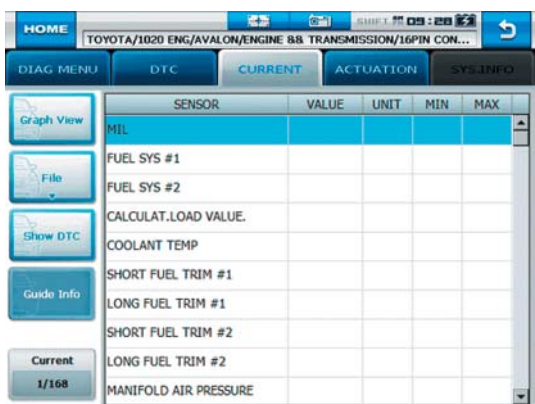 HOME
SHIFT 09:28
TOYOTA/1020 ENG/AVALON/ENGINE && TRANSMISSION/16PIN CON...
DIAG MENU DTC CURRENT ACTUATION SYS.INFO
SENSOR VALUE UNIT MIN MAX
Graph View
MIL
FUEL SYS #1
File
FUEL SYS #2
CALCULAT.LOAD VALUE.
Show DTC
COOLANT TEMP
SHORT FUEL TRIM #1
Guide Info
LONG FUEL TRIM #1
SHORT FUEL TRIM #2
Current
LONG FUEL TRIM #2
1/168
MANIFOLD AIR PRESSURE